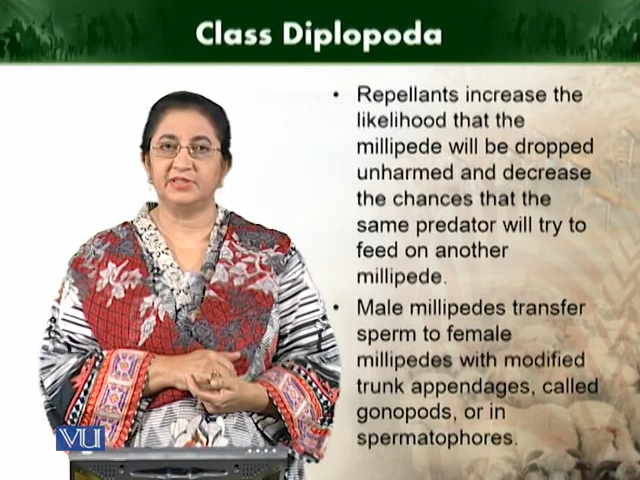 Class Diplopoda
• Repellants increase the
likelihood that the
millipede will be dropped
unharmed and decrease
the chances that the
same predator will try to
feed on another
millipede.
• Male millipedes transfer
sperm to female
millipedes with modified
trunk appendages, called
gonopods, or in
spermatophores.
VU